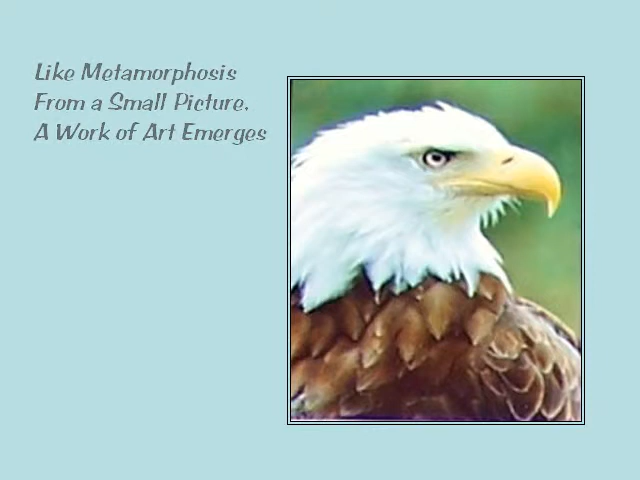 Like Metamorphosis
From a Small Picture,
A Work of Art Emerges